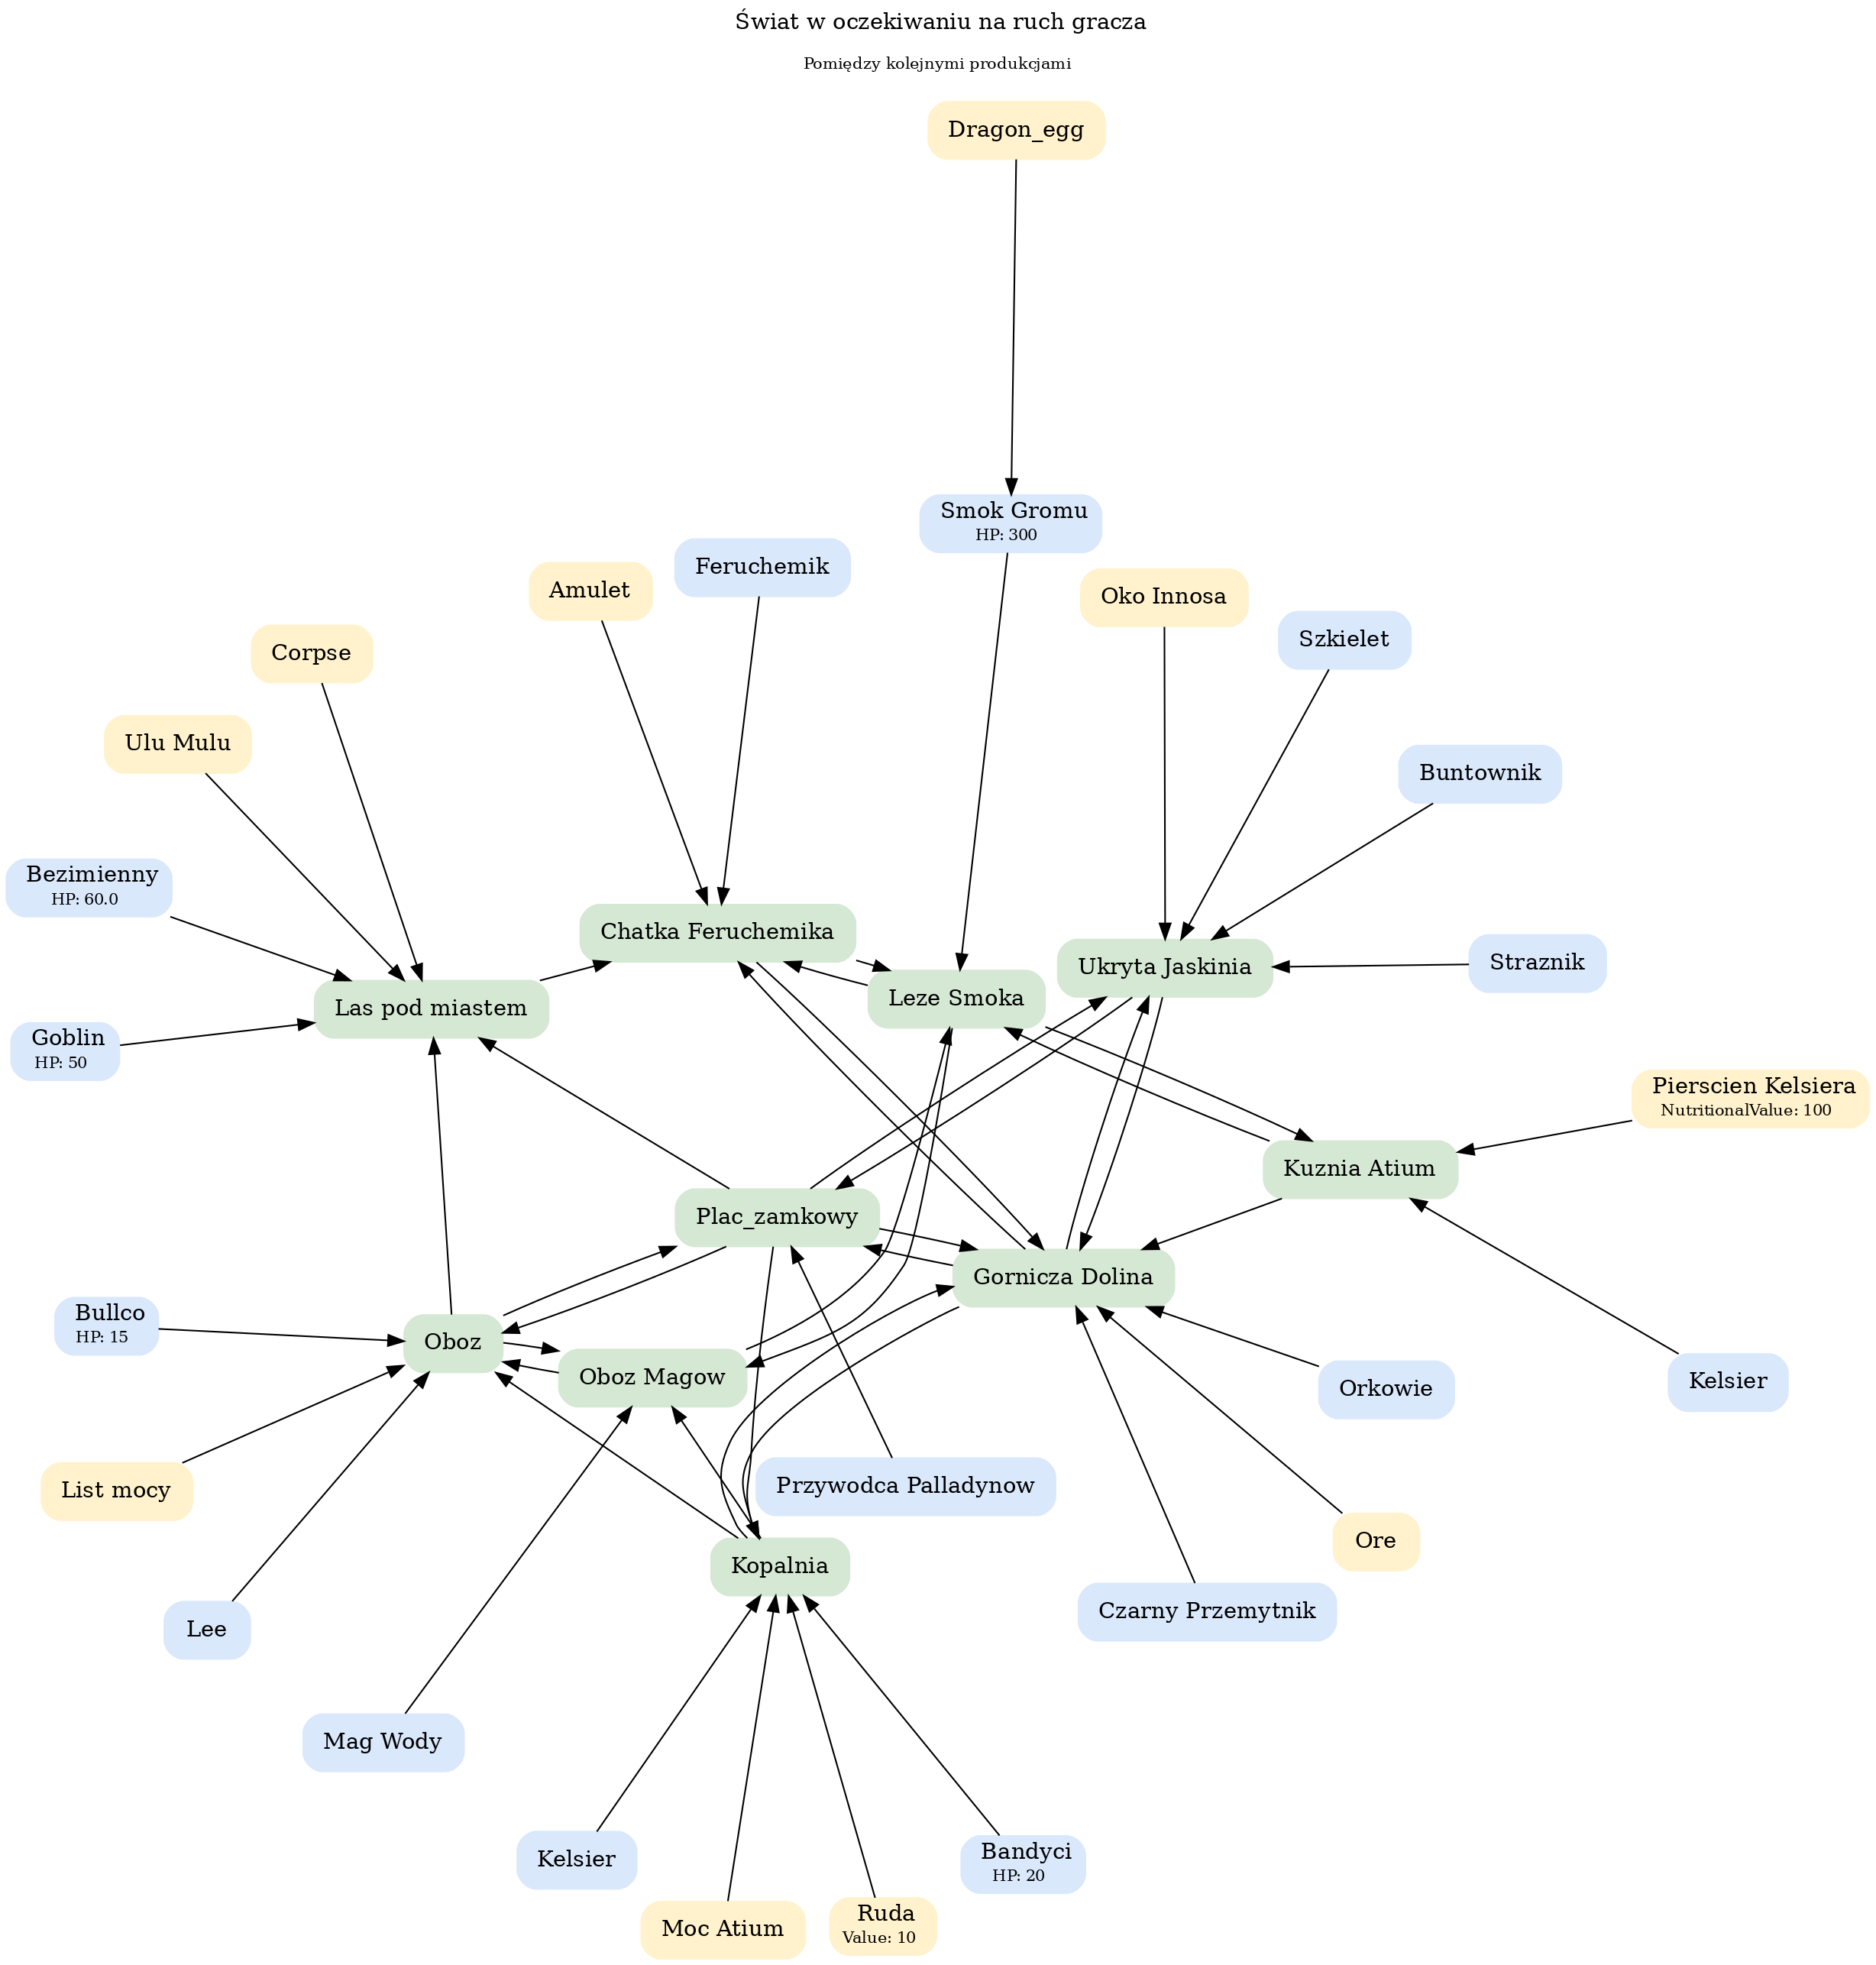 Świat w oczekiwaniu na ruch gracza
Pomiędzy kolejnymi produkcjami
Dragon_egg
Smok Gromu
HP: 300
Feruchemik
Amulet
Oko Innosa
Szkielet
Corpse
Ulu Mulu
Buntownik
Bezimienny
HP: 60.0
Chatka Feruchemika
Straznik
Ukryta Jaskinia
Leze Smoka
Las pod miastem
Goblin
HP: 50
Pierscien Kelsiera
NutritionalValue: 100
Kuznia Atium
Plac_zamkowy
Gornicza Dolina
Bullco
HP: 15
Oboz
Oboz Magow
Orkowie
Kelsier
List mocy
Przywodca Palladynow
Ore
Kopalnia
Czarny Przemytnik
Lee
Mag Wody
Kelsier
Bandyci
HP: 20
Moc Atium
Ruda
Value: 10